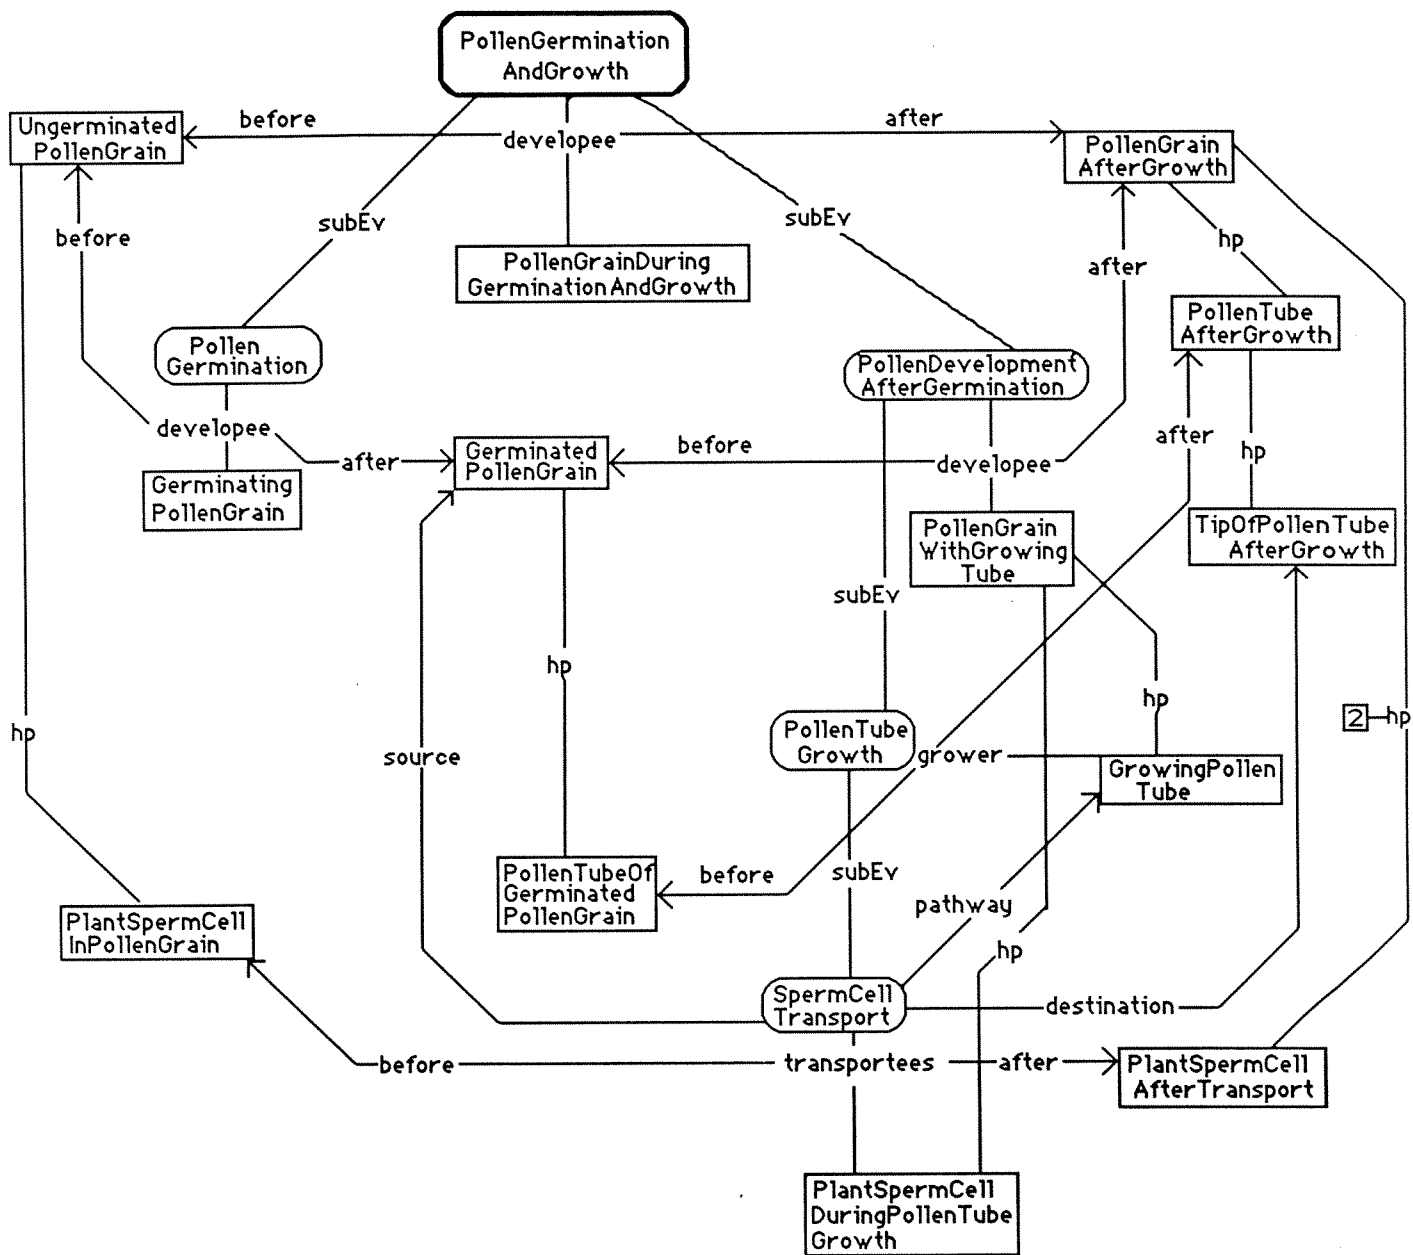 PollenGermination
AndGrowth
before
after
Ungerminated
PollenGrain
developee
PollenGrain
AfterGrowth
subEv
subEv
before
hp
PollenGrainDuring
GerminationAndGrowth
after
PollenTube
AfterGrowth
Pollen
Germination
PollenDevelopment
AfterGermination
developee
before
after
Germinated
PollenGrain
after
developee
hp
Germinating
PollenGrain
PollenGrain
WithGrowing
Tube
TipOfPollenTube
AfterGrowth
subEv
hp
hp
hp
2
hp
source
PollenTube
Growth
grower
GrowingPollen
Tube
PollenTubeOf
Germinated
PollenGrain
before
subEv
pathway
PlantSpermCell
InPollenGrain
hp
SpermCell
Transport
destination
before
transportees
after
PlantSpermCell
AfterTransport
PlantSpermCell
DuringPollenTube
Growth